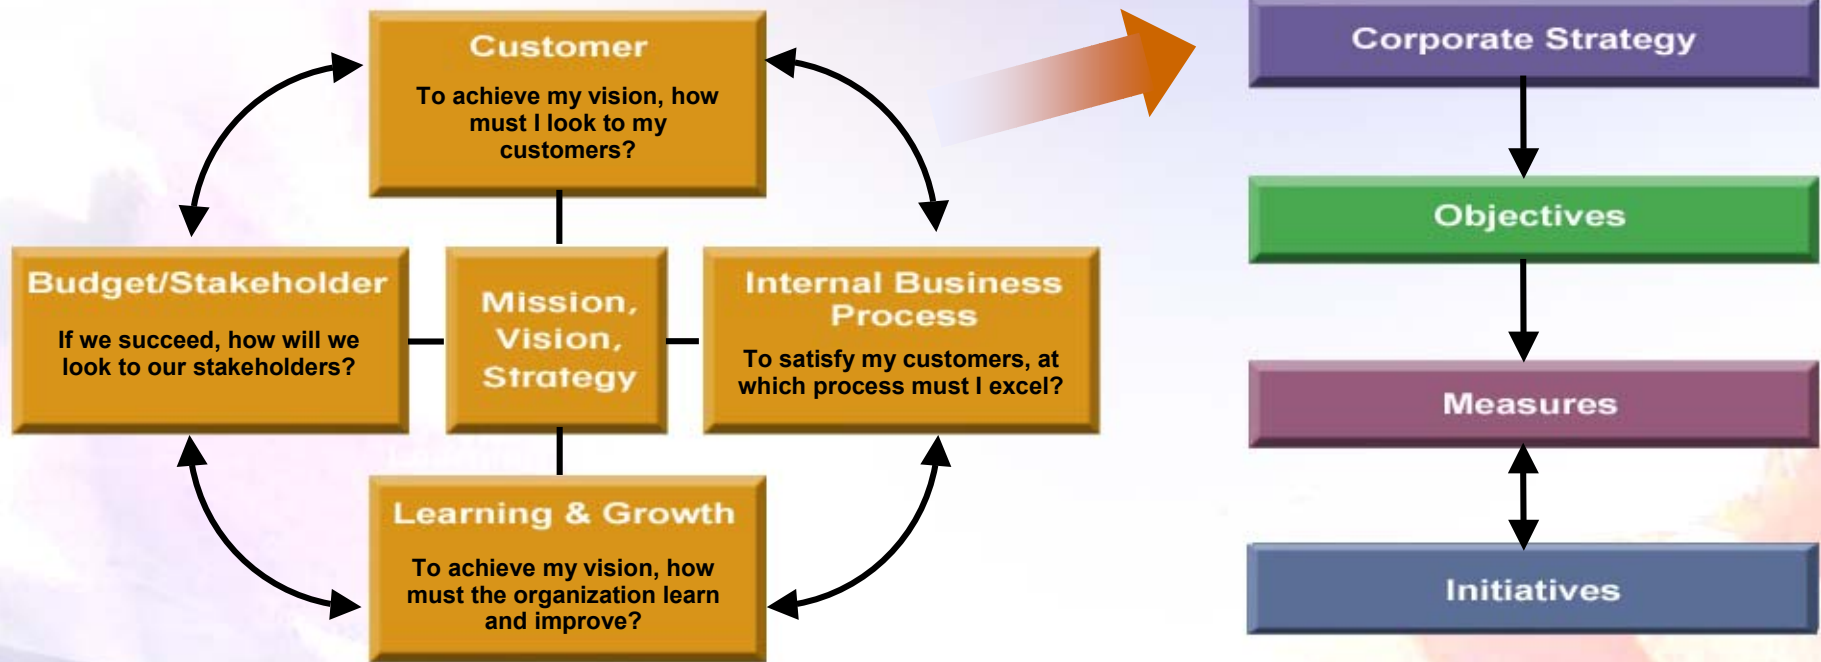 Customer
To achieve my vision, how
must I look to my
customers?
Budget/Stakeholder
If we succeed, how will we
look to our stakeholders?
Mission,
Vision,
Strategy
Internal Business
Process
To satisfy my customers, at
which process must I excel?
Learning & Growth
To achieve my vision, how
must the organization learn
and improve?
Corporate Strategy
Objectives
Measures
Initiatives